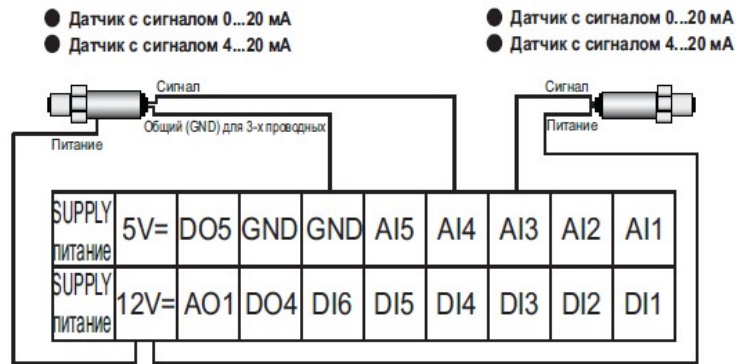 ● Датчик с сигналом 0...20 мА
● Датчик с сигналом 4...20 мА
● Датчик с сигналом 0...20 мА
● Датчик с сигналом 4...20 мА
Сигнал
Общий (GND) для 3-х проводных
Питание
Сигнал
Питание
SUPPLY питание 5V= DO5 GND GND AI5 AI4 AI3 AI2 AI1
SUPPLY питание 12V= AO1 DO4 DI6 DI5 DI4 DI3 DI2 DI1